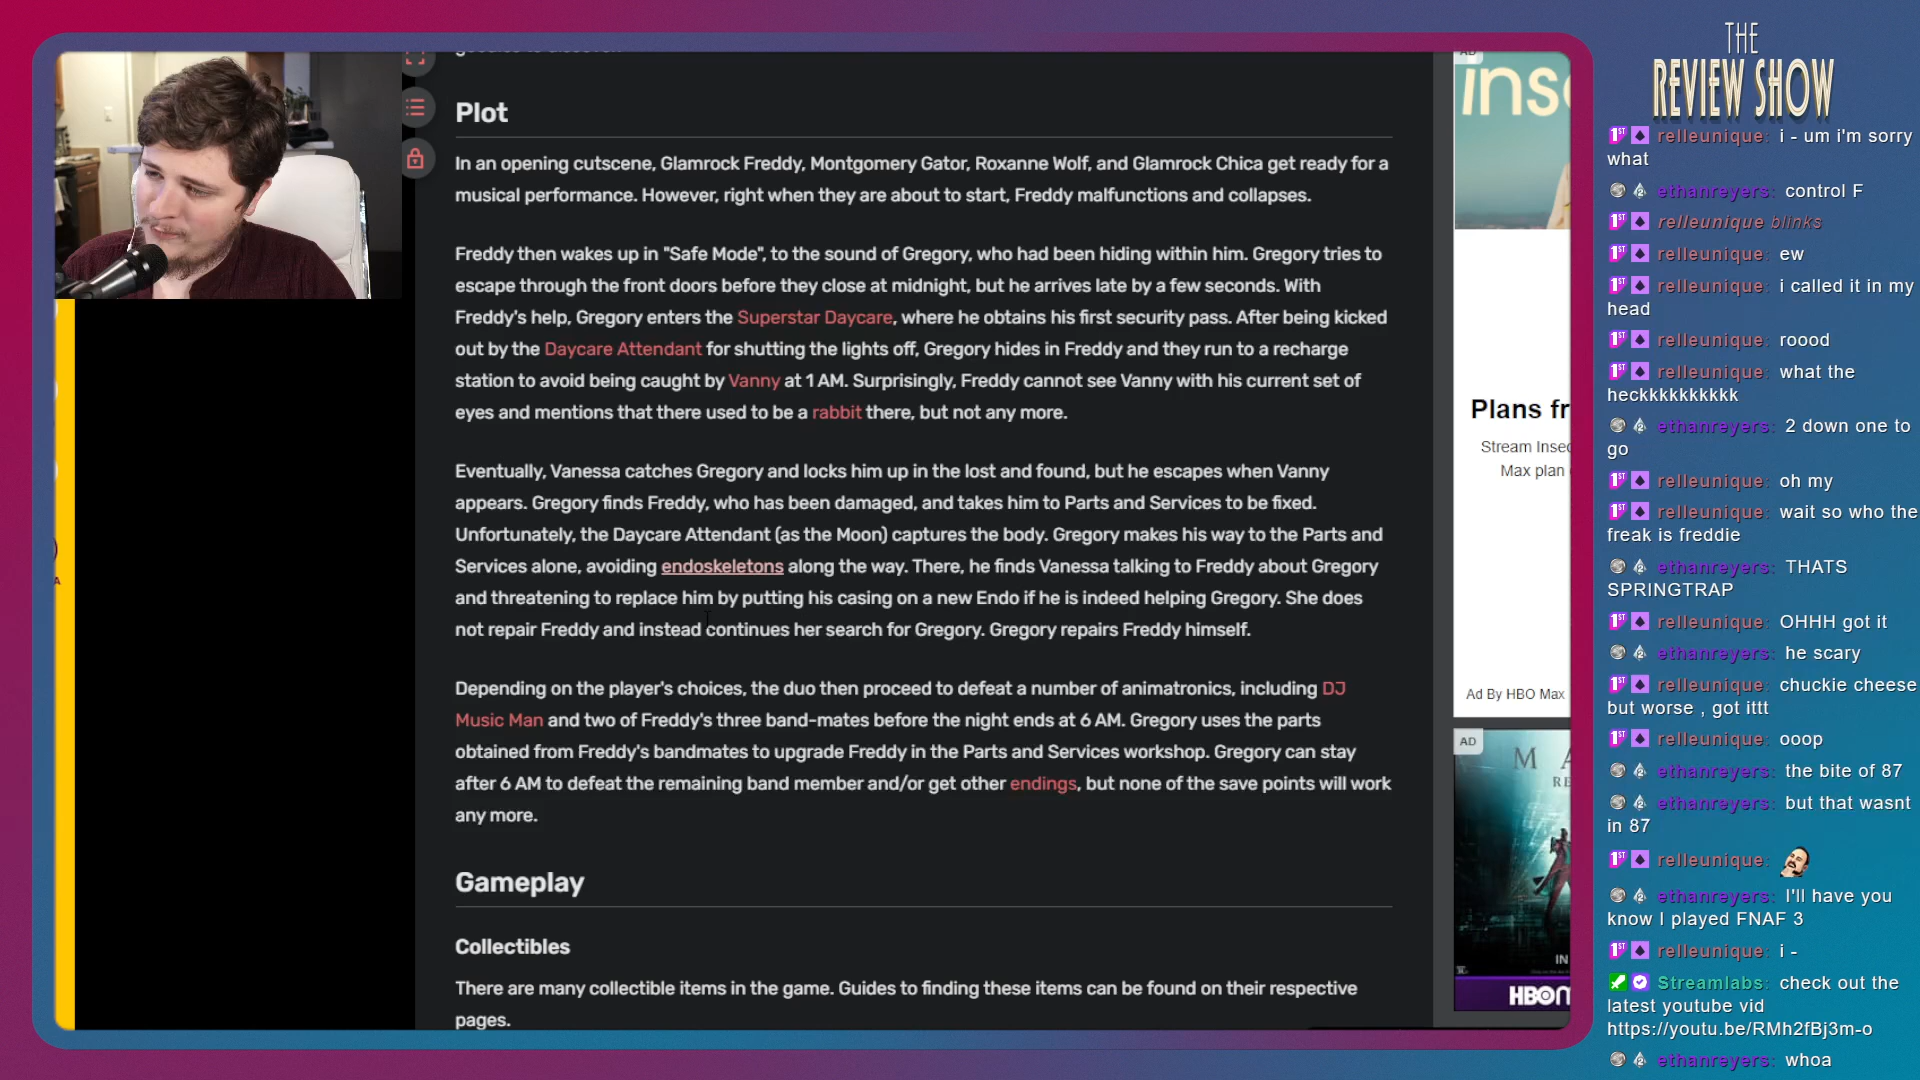 THE
REVIEW SHOW
Plot
In an opening cutscene, Glamrock Freddy, Montgomery Gator, Roxanne Wolf, and Glamrock Chica get ready for a
musical performance. However, right when they are about to start, Freddy malfunctions and collapses.
Freddy then wakes up in "Safe Mode", to the sound of Gregory, who had been hiding within him. Gregory tries to
escape through the front doors before they close at midnight, but he arrives late by a few seconds. With
Freddy's help, Gregory enters the Superstar Daycare, where he obtains his first security pass. After being kicked
out by the Daycare Attendant for shutting the lights off, Gregory hides in Freddy and they run to a recharge
station to avoid being caught by Vanny at 1 AM. Surprisingly, Freddy cannot see Vanny with his current set of
eyes and mentions that there used to be a rabbit there, but not any more.
Eventually, Vanessa catches Gregory and locks him up in the lost and found, but he escapes when Vanny
appears. Gregory finds Freddy, who has been damaged, and takes him to Parts and Services to be fixed.
Unfortunately, the Daycare Attendant (as the Moon) captures the body. Gregory makes his way to the Parts and
Services alone, avoiding endoskeletons along the way. There, he finds Vanessa talking to Freddy about Gregory
and threatening to replace him by putting his casing on a new Endo if he is indeed helping Gregory. She does
not repair Freddy and instead continues her search for Gregory. Gregory repairs Freddy himself.
Depending on the player's choices, the duo then proceed to defeat a number of animatronics, including DJ
Music Man and two of Freddy's three band-mates before the night ends at 6 AM. Gregory uses the parts
obtained from Freddy's bandmates to upgrade Freddy in the Parts and Services workshop. Gregory can stay
after 6 AM to defeat the remaining band member and/or get other endings, but none of the save points will work
any more.
Gameplay
Collectibles
There are many collectible items in the game. Guides to finding these items can be found on their respective
pages.
AD
inse
Plans fr
Stream Insec
Max plan
Ad By HBO Max
AD
M A
RE
IN
HBOM
relleunique: i - um i'm sorry
what
ethanreyers: control F
relleunique blinks
relleunique: ew
relleunique: i called it in my
head
relleunique: roood
relleunique: what the
heckkkkkkkkkk
ethanreyers: 2 down one to
go
relleunique: oh my
relleunique: wait so who the
freak is freddie
ethanreyers: THATS
SPRINGTRAP
relleunique: OHHH got it
ethanreyers: he scary
relleunique: chuckie cheese
but worse , got ittt
relleunique: ooop
ethanreyers: the bite of 87
ethanreyers: but that wasnt
in 87
relleunique:
ethanreyers: I'll have you
know I played FNAF 3
relleunique: i -
Streamlabs: check out the
latest youtube vid
https://youtu.be/RMh2fBj3m-o
ethanreyers: whoa